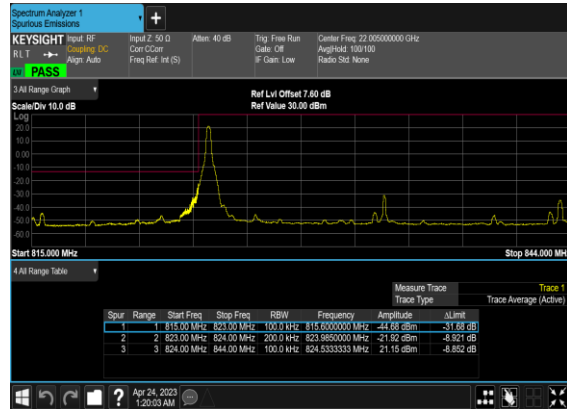 Spectrum Analyzer 1
Spurious Emissions
+
KEYSIGHT Input: RF Input Z: 50 Ω Atten: 40 dB Trig: Free Run Center Freq: 22.005000000 GHz
RLT Coupling: DC Corr CCorr Gate: Off Avg|Hold: 100/100
Align: Auto Freq Ref: Int (S) IF Gain: Low Radio Std: None
PASS
3 All Range Graph
Ref Lvl Offset 7.60 dB
Scale/Div 10.0 dB Ref Value 30.00 dBm
Log
20.0
10.0
0.00
-10.0
-20.0
-30.0
-40.0
-50.0
-60.0
Start 815.000 MHz Stop 844.000 MH
4 All Range Table
Measure Trace Trace 1
Trace Type Trace Average (Active)
Spur Range Start Freq Stop Freq RBW Frequency Amplitude ΔLimit
1 1 815.00 MHz 823.00 MHz 100.0 kHz 815.6000000 MHz -44.68 dBm -31.68 dB
2 2 823.00 MHz 824.00 MHz 200.0 kHz 823.9850000 MHz -21.92 dBm -8.921 dB
3 3 824.00 MHz 844.00 MHz 100.0 kHz 824.5333333 MHz 21.15 dBm -8.852 dB
? Apr 24, 2023
1:20:03 AM